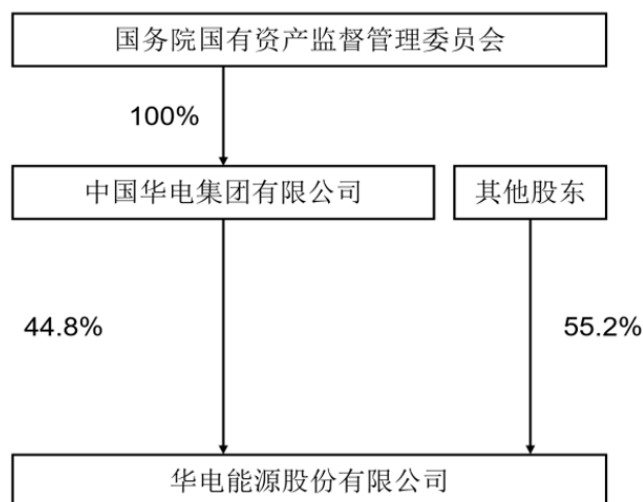 国务院国有资产监督管理委员会
100%
中国华电集团有限公司
其他股东
44.8%
55.2%
华电能源股份有限公司